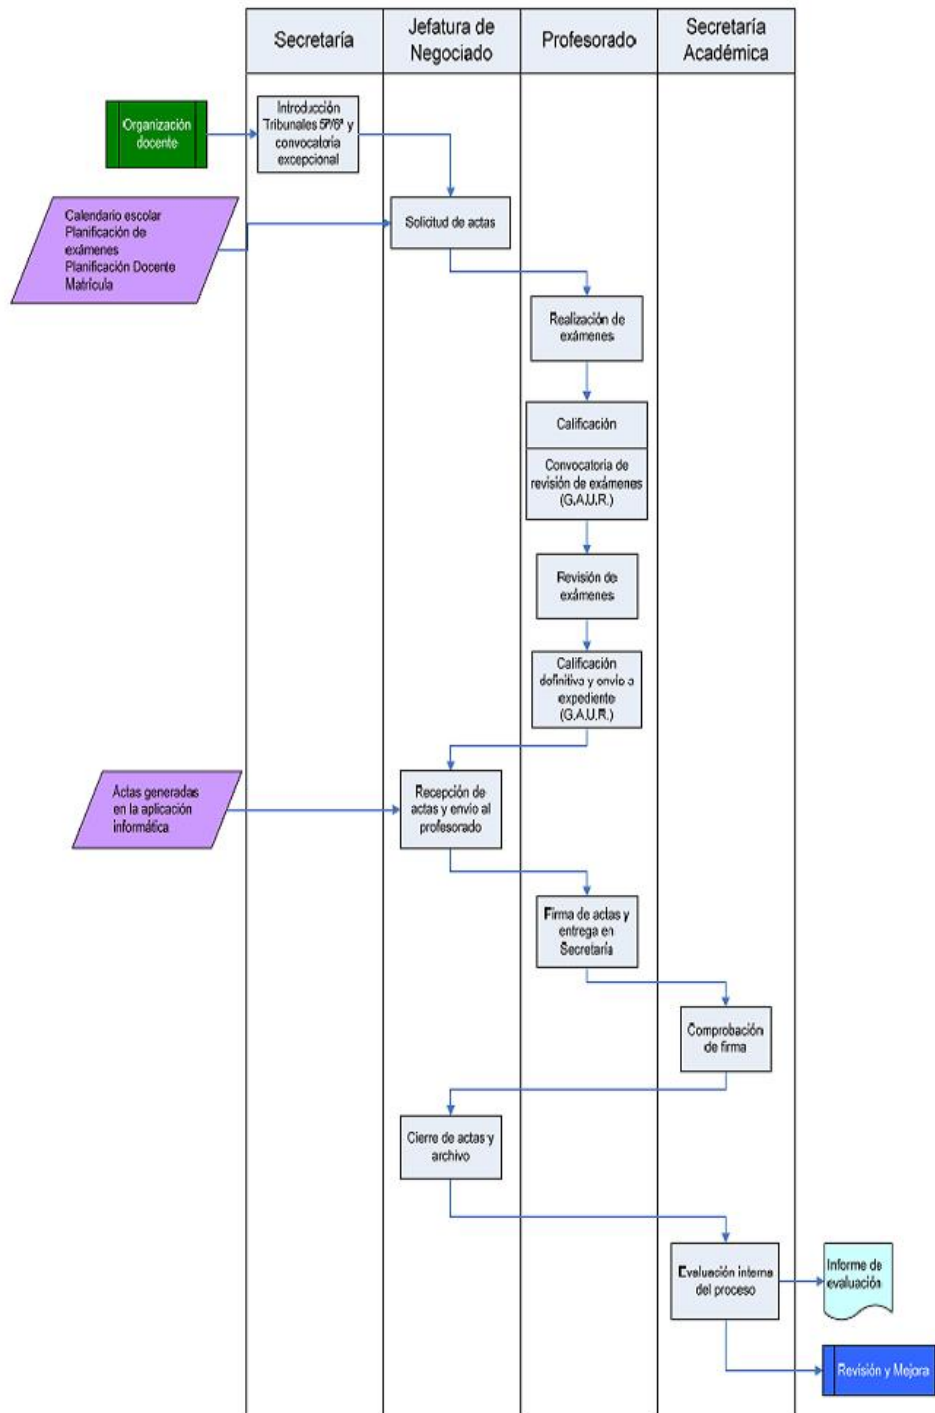 Secretaría
Jefatura de
Negociado
Profesorado
Secretaría
Académica
Organización
docente
Introducción
Tribunales 5ª/6ª y
convocatoria
excepcional
Calendario escolar
Planificación de
exámenes
Planificación Docente
Matrícula
Solicitud de actas
Realización de
exámenes
Calificación
Convocatoria de
revisión de exámenes
(G.A.U.R.)
Revisión de
exámenes
Calificación
definitiva y envío a
expediente
(G.A.U.R.)
Actas generadas
en la aplicación
informática
Recepción de
actas y envío al
profesorado
Firma de actas y
entrega en
Secretaría
Comprobación
de firma
Cierre de actas y
archivo
Evaluación interna
del proceso
Informe de
evaluación
Revisión y Mejora